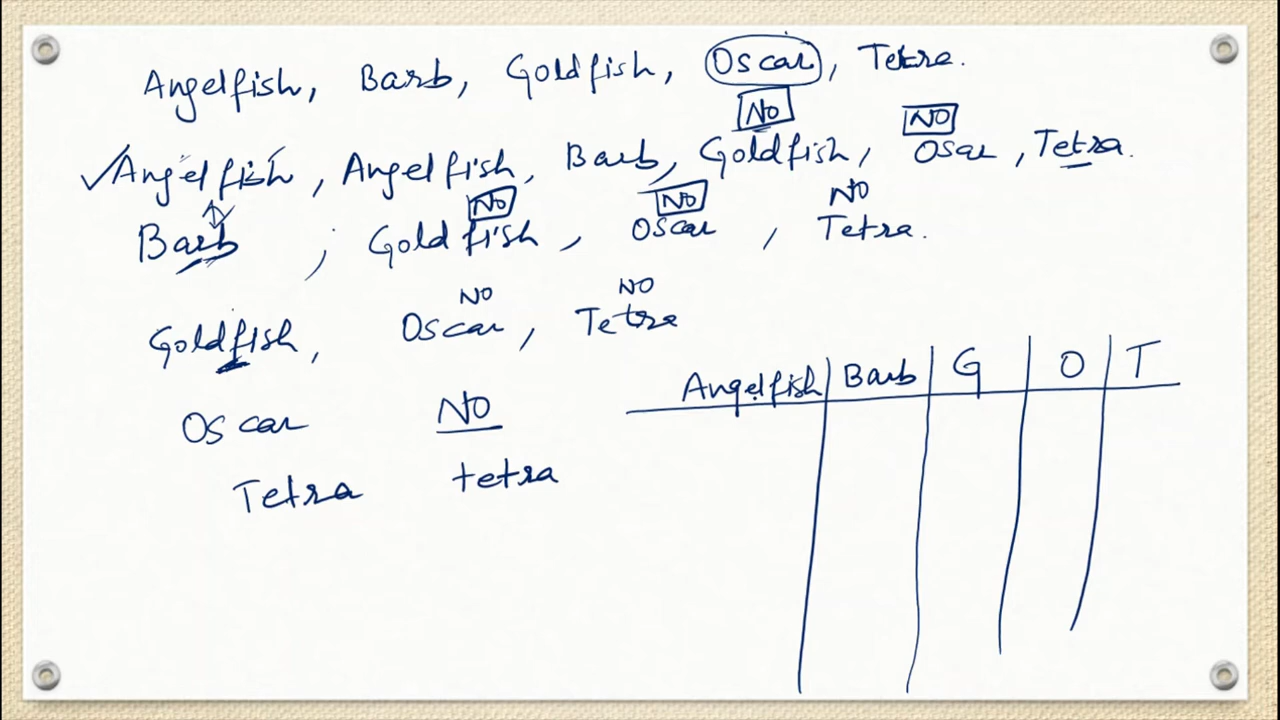 Angelfish, Barb, Goldfish, Oscar, Tetra.
NO NO
Angelfish, Angelfish, Barb, Goldfish, Oscar, Tetra.
NO NO NO
Barb, Goldfish, Oscar, Tetra.
NO NO
Goldfish, Oscar, Tetra
Angelfish Barb G O T
Oscar NO
Tetra tetra